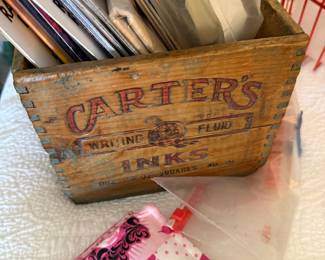 CARTER'S
WRITING FLUID
INKS